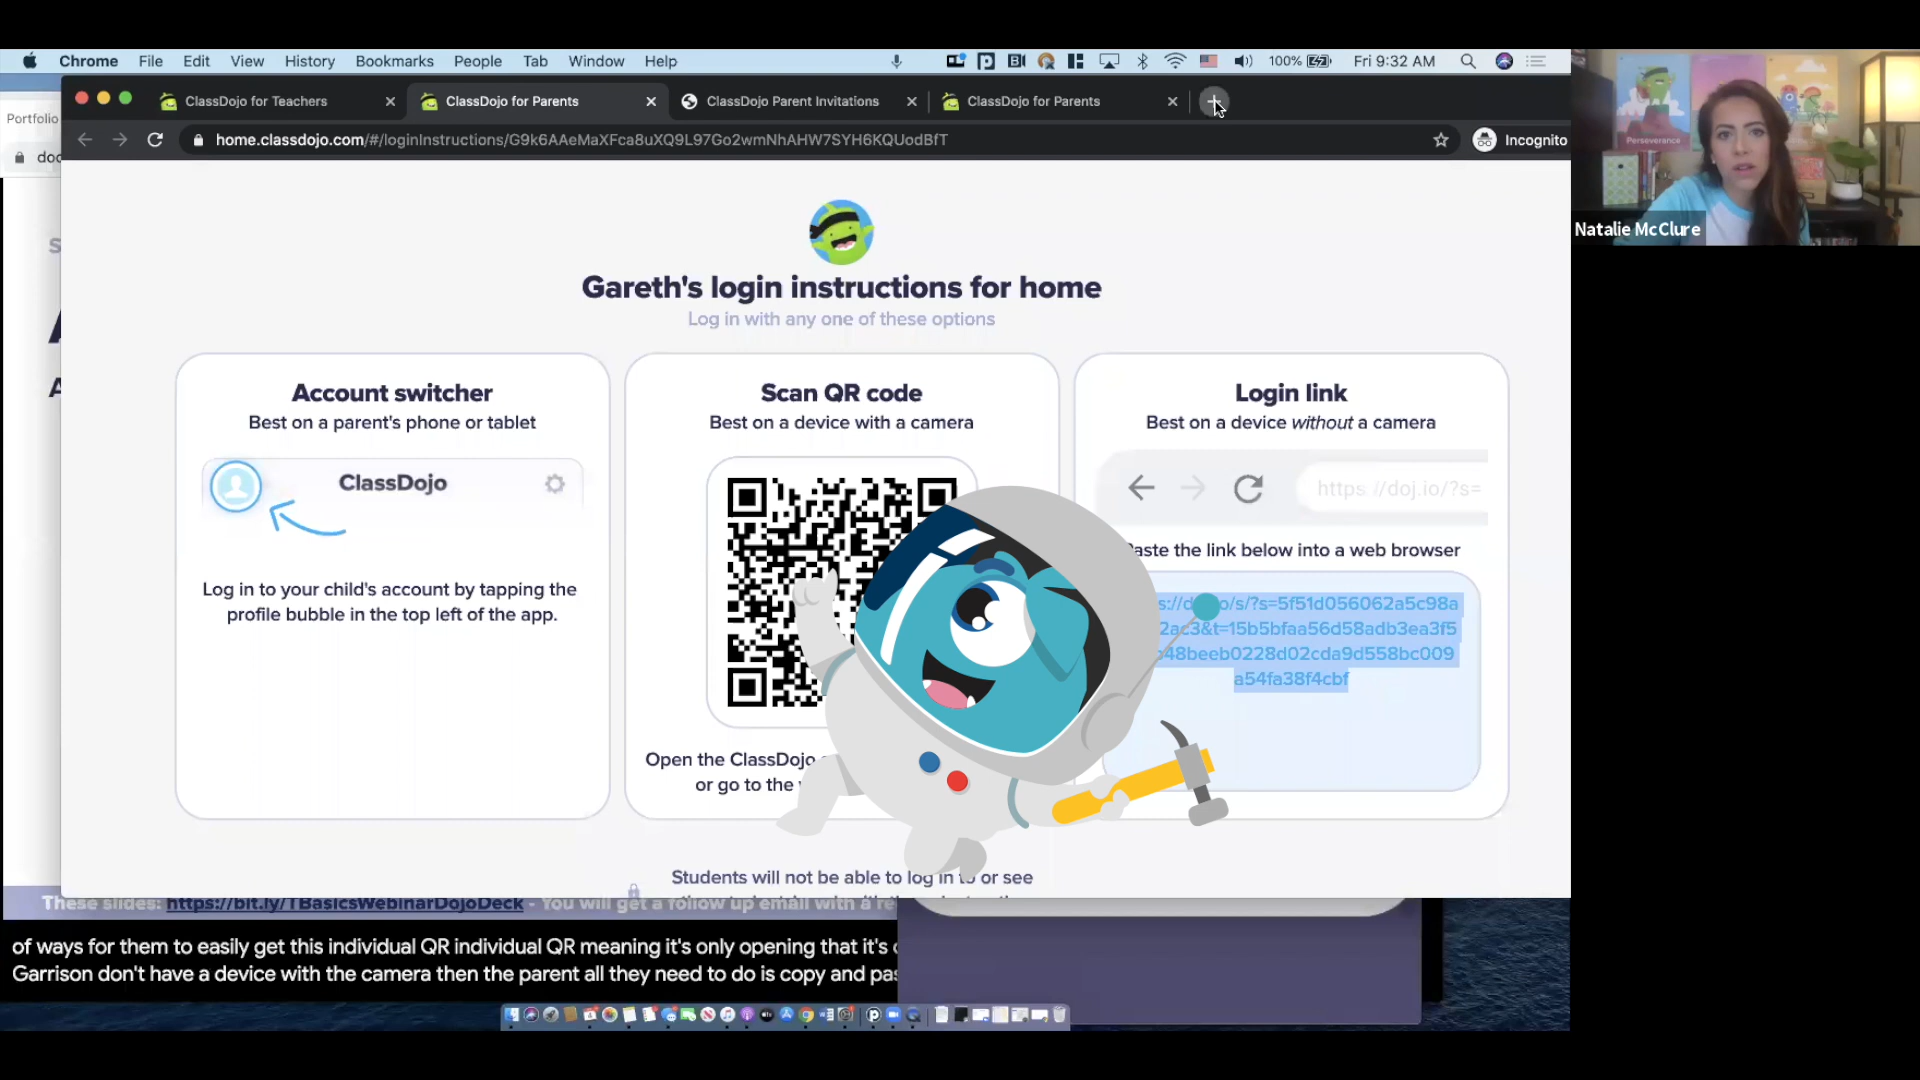 Chrome File Edit View History Bookmarks People Tab Window Help 100% Fri 9:32 AM
ClassDojo for Teachers ClassDojo for Parents ClassDojo Parent Invitations ClassDojo for Parents
Portfolio
home.classdojo.com/#/loginInstructions/G9k6AAeMaXFca8uXQ9L97Go2wmNhAHW7SYH6KQUodBfT Incognito
Perseverance
Natalie McClure
Gareth's login instructions for home
Log in with any one of these options
Account switcher
Best on a parent's phone or tablet
ClassDojo
Log in to your child's account by tapping the
profile bubble in the top left of the app.
Scan QR code
Best on a device with a camera
Open the ClassDojo
or go to the
Login link
Best on a device without a camera
https://doj.io/?s=
the link below into a web browser
o/s/?s=5f51d056062a5c98a
2ac3&t=15b5bfaa56d58adb3ea3f5
48beeb0228d02cda9d558bc009
a54fa38f4cbf
Students will not be able to log in to or see
These slides: https://bit.ly/TBasicsWebinarDojoDeck - You will get a follow up email with a re
of ways for them to easily get this individual QR individual QR meaning it's only opening that it's
Garrison don't have a device with the camera then the parent all they need to do is copy and pas